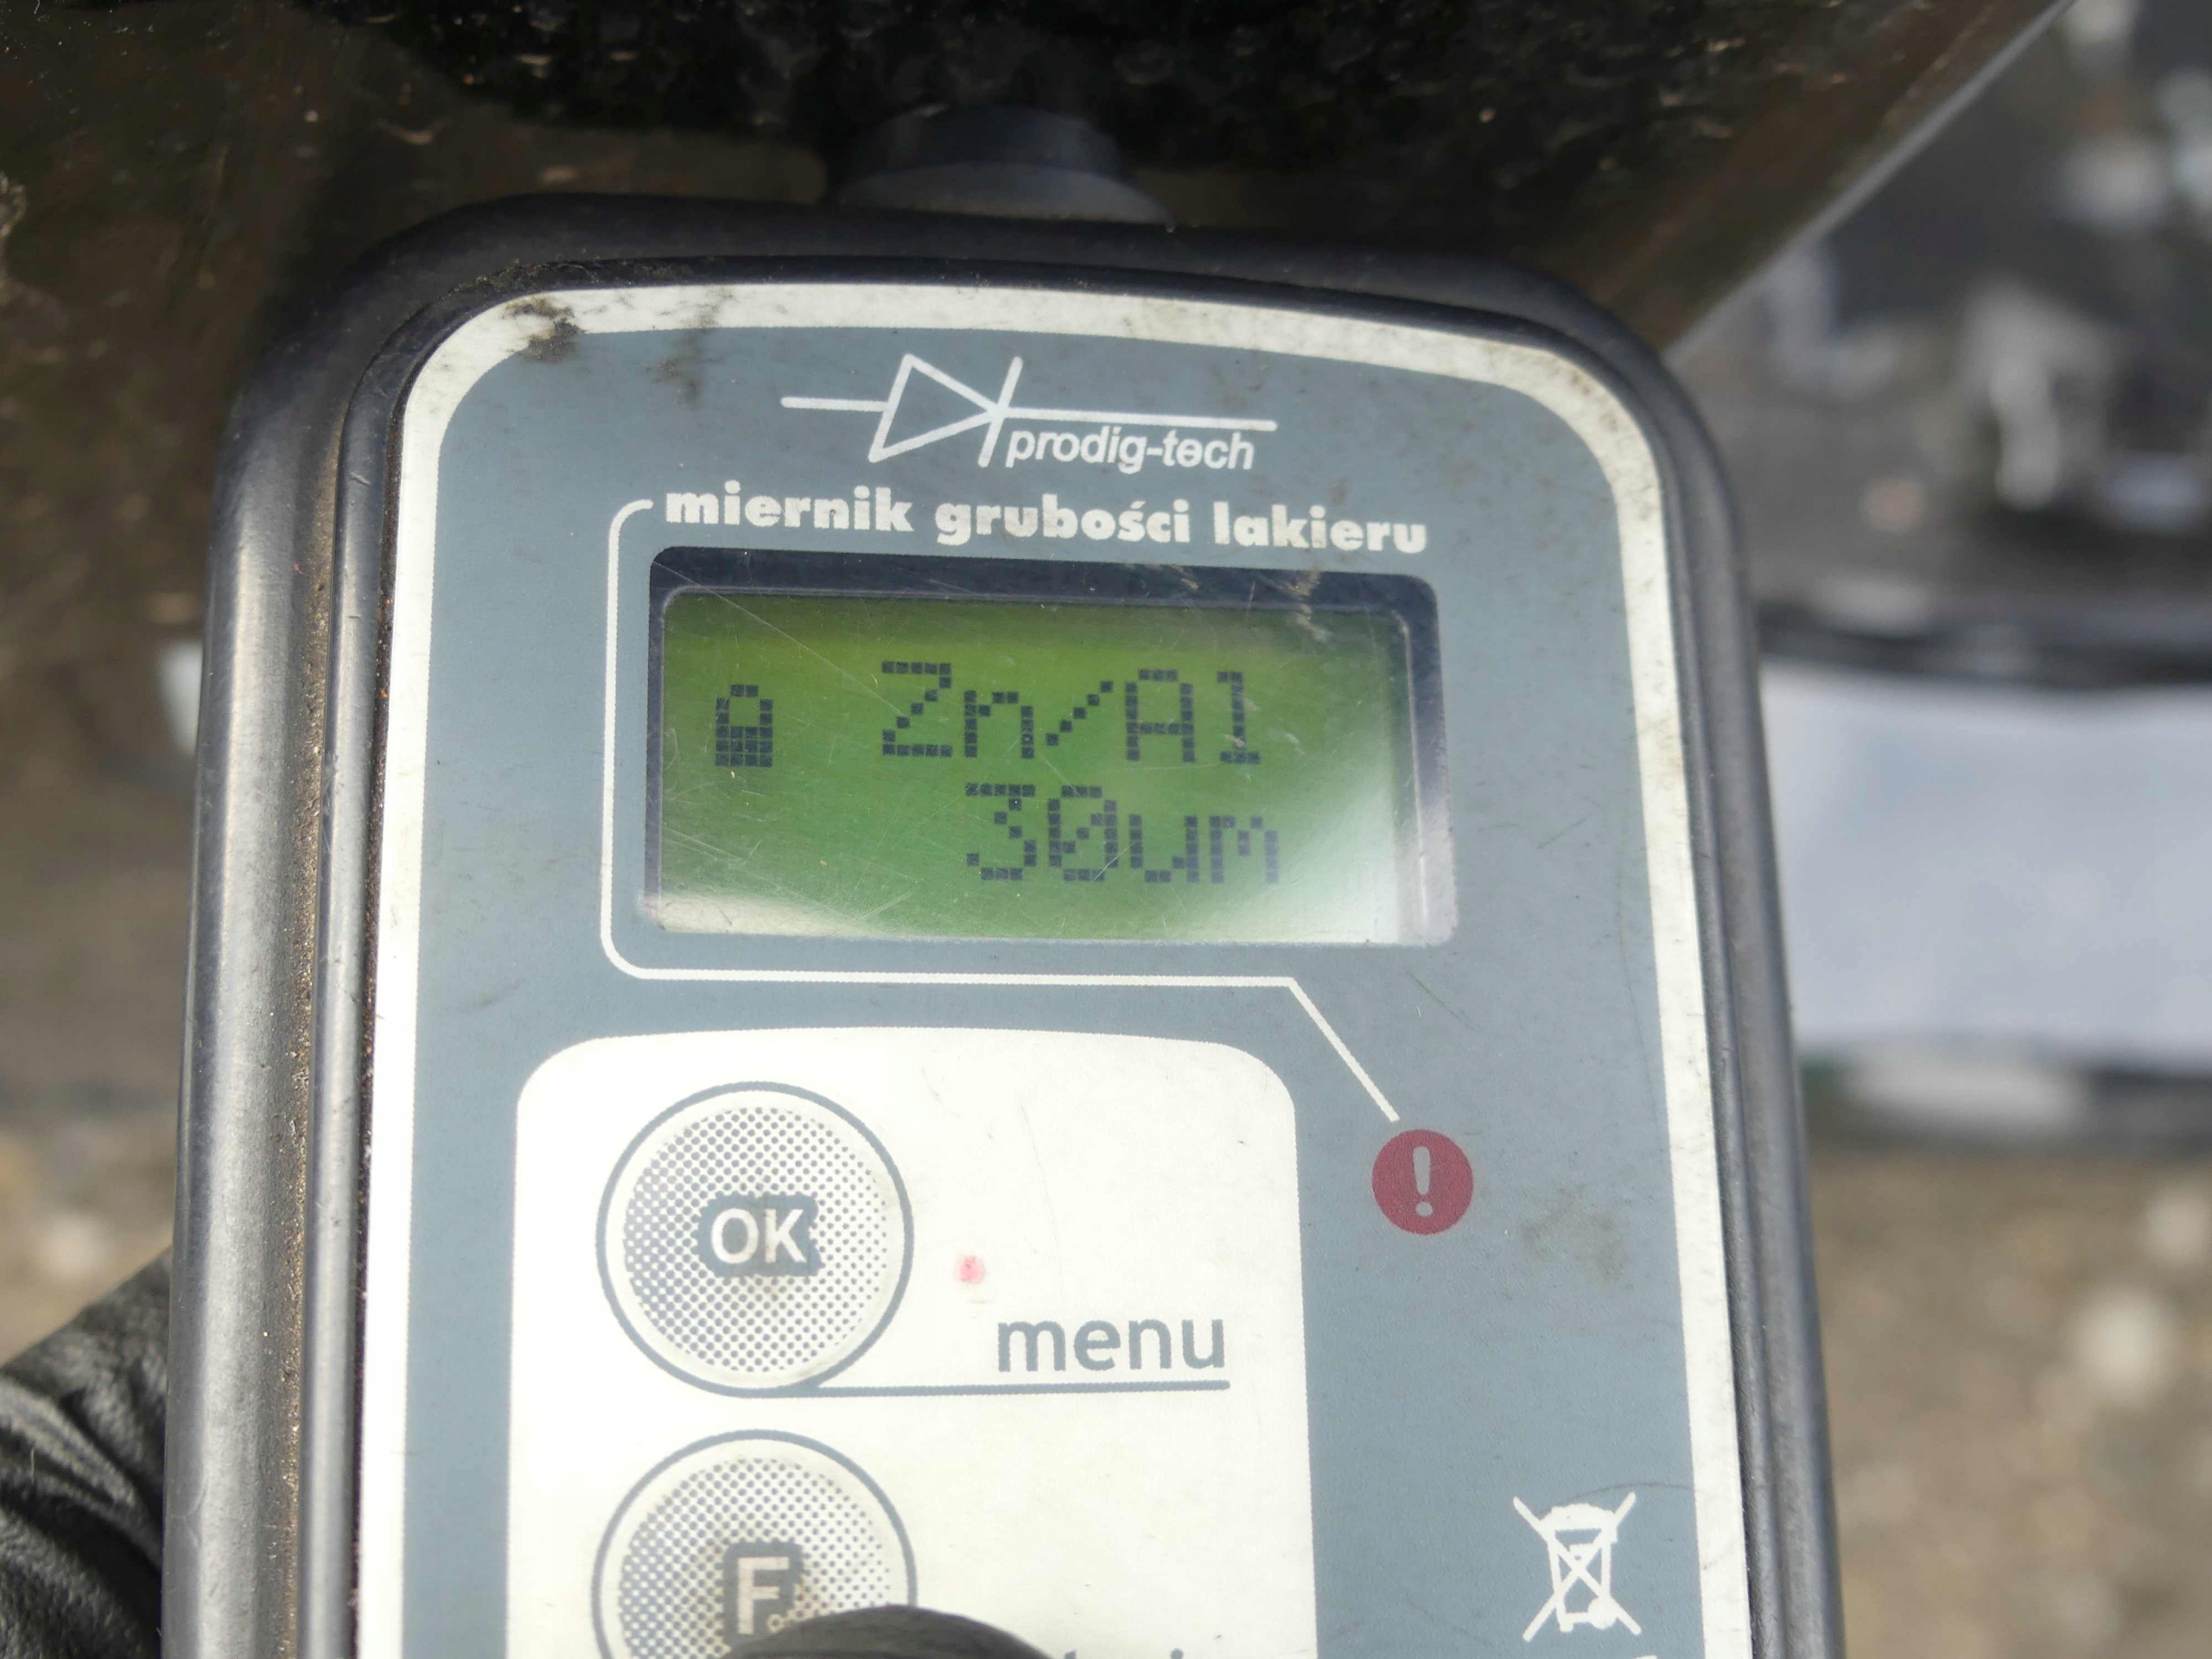 prodig-tech
miernik grubości lakieru
Zn/Al
30um
OK
menu
F